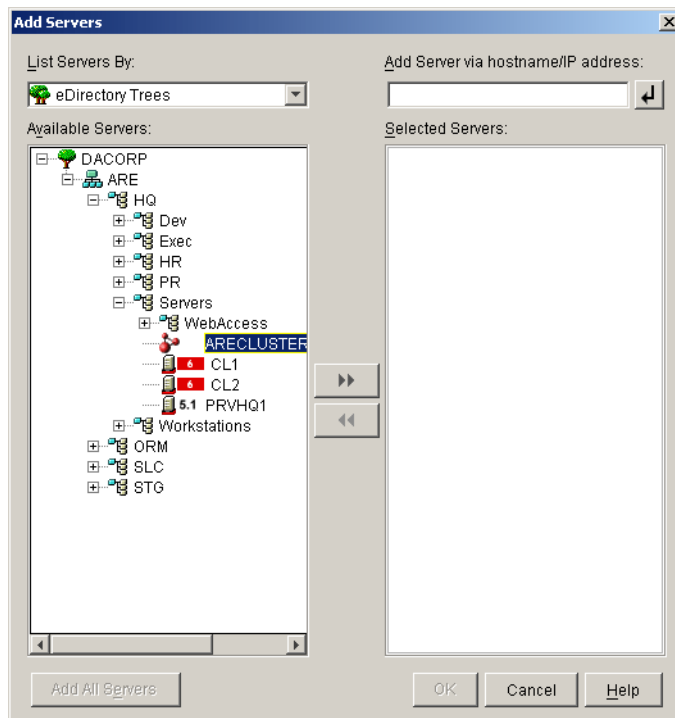 Add Servers
List Servers By:
eDirectory Trees
Available Servers:
DACORP
ARE
HQ
Dev
Exec
HR
PR
Servers
WebAccess
ARECLUSTER
6 CL1
6 CL2
5.1 PRVHQ1
Workstations
ORM
SLC
STG
Add All Servers
Add Server via hostname/IP address:
Selected Servers:
OK
Cancel
Help